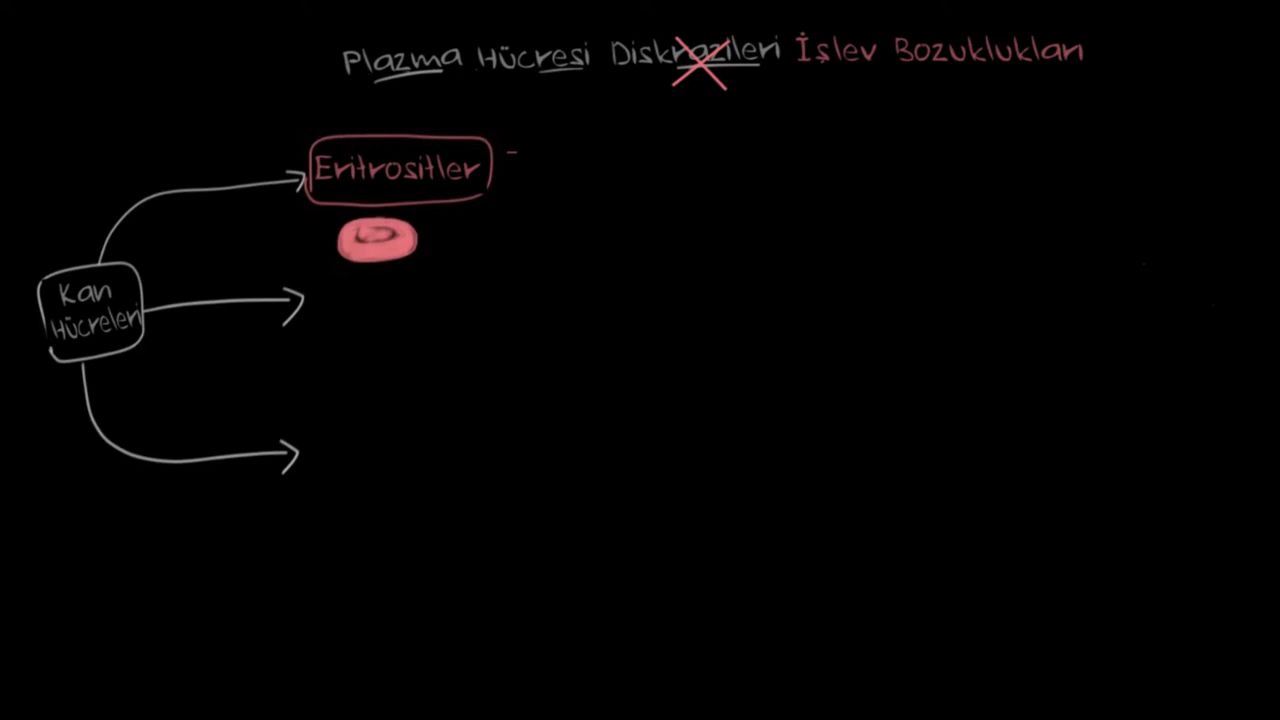 Plazma Hücresi Diskrazileri İşlev Bozuklukları
Eritrositler
Kan
Hücreleri